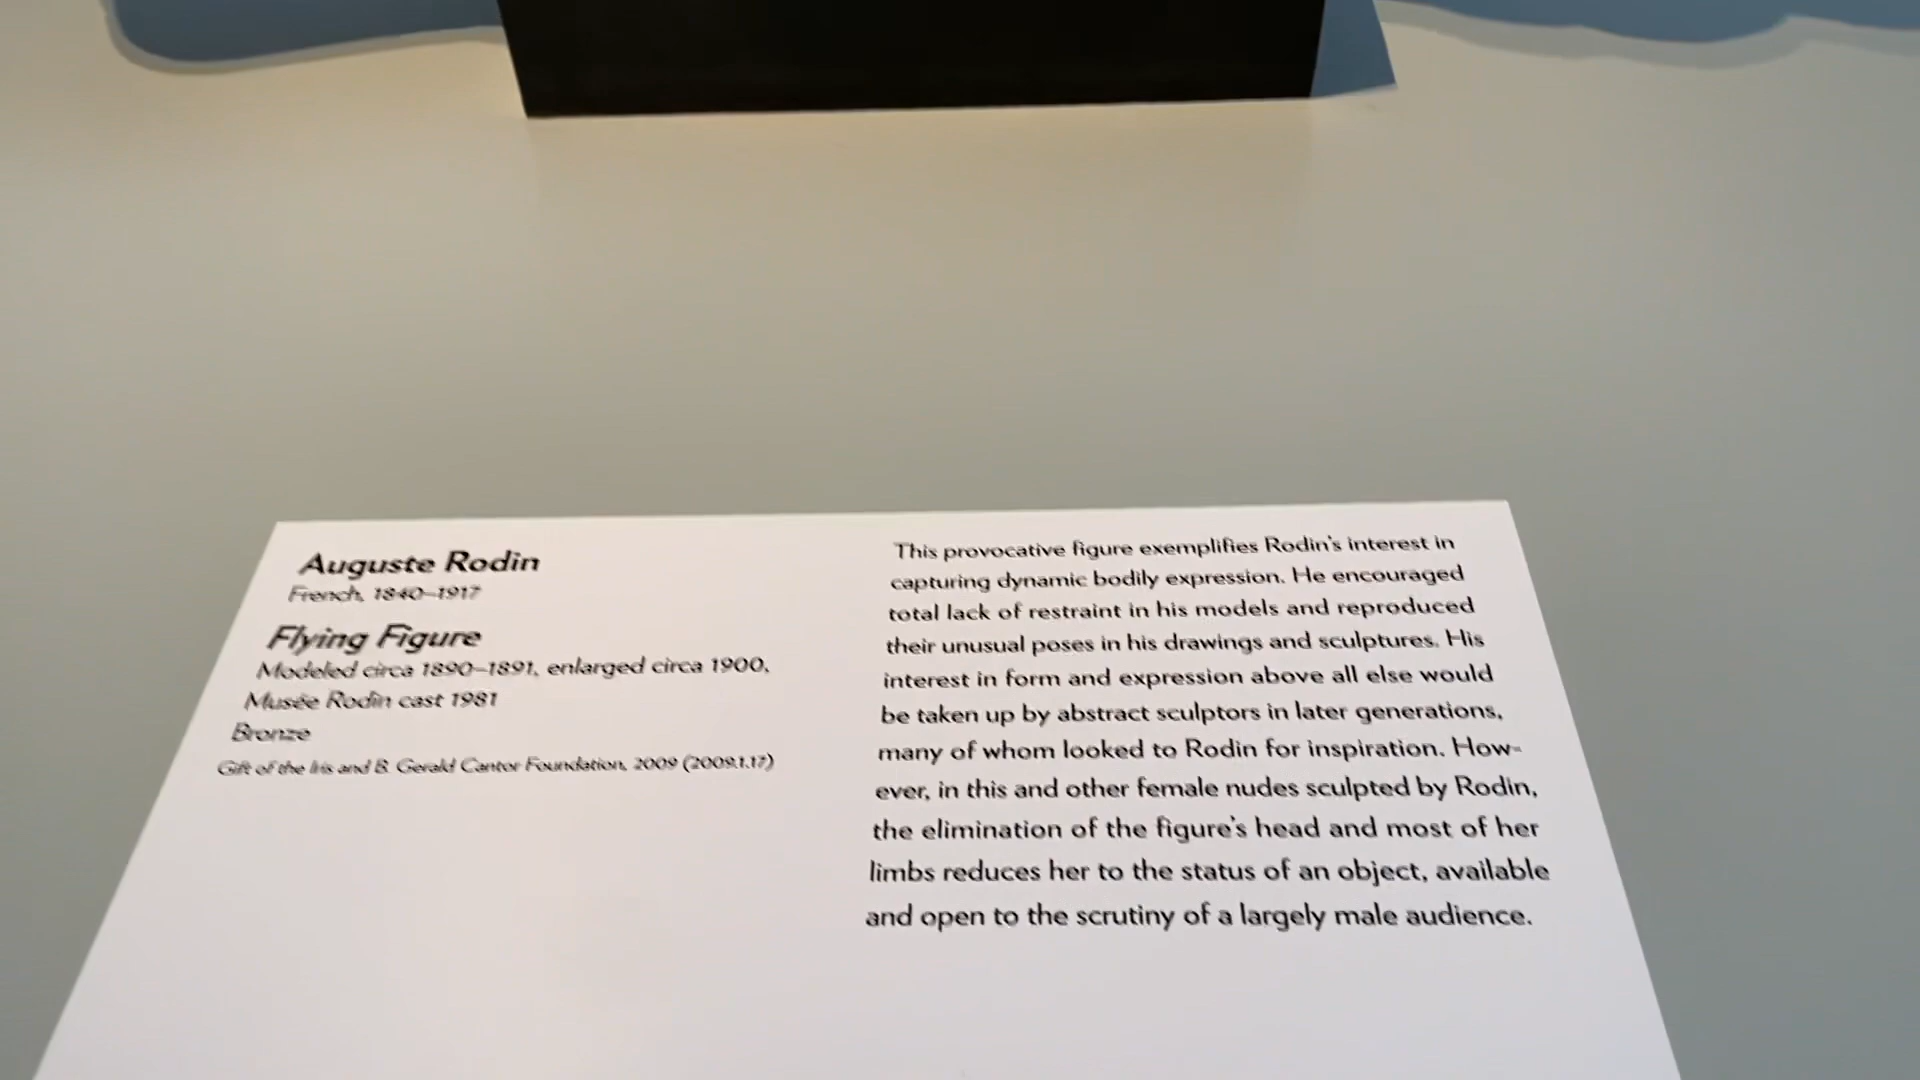 Auguste Rodin
French, 1840–1917
Flying Figure
Modeled circa 1890–1891, enlarged circa 1900,
Musée Rodin cast 1981
Bronze
Gift of the Iris and B. Gerald Cantor Foundation, 2009 (2009.1.17)
This provocative figure exemplifies Rodin's interest in
capturing dynamic bodily expression. He encouraged
total lack of restraint in his models and reproduced
their unusual poses in his drawings and sculptures. His
interest in form and expression above all else would
be taken up by abstract sculptors in later generations,
many of whom looked to Rodin for inspiration. How-
ever, in this and other female nudes sculpted by Rodin,
the elimination of the figure's head and most of her
limbs reduces her to the status of an object, available
and open to the scrutiny of a largely male audience.